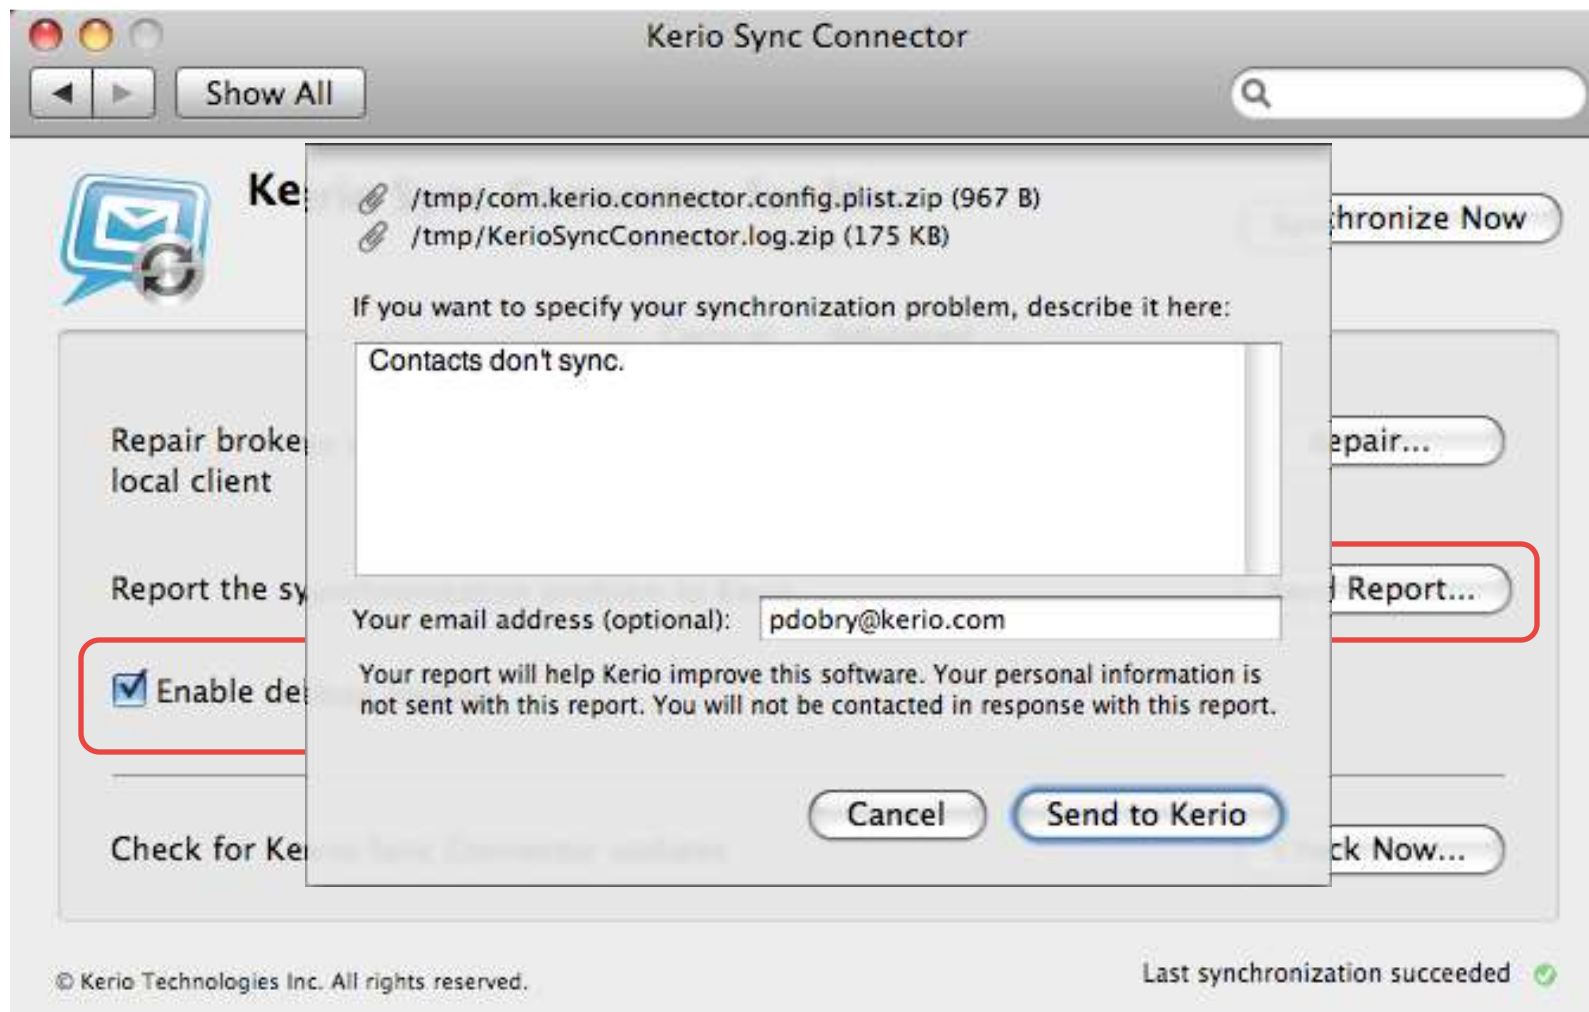 Kerio Sync Connector
Show All
Ke
/tmp/com.kerio.connector.config.plist.zip (967 B)
/tmp/KerioSyncConnector.log.zip (175 KB)
hronize Now
If you want to specify your synchronization problem, describe it here:
Contacts don't sync.
Repair broke
local client
epair...
Report the sy
Report...
Your email address (optional): pdobry@kerio.com
Your report will help Kerio improve this software. Your personal information is
not sent with this report. You will not be contacted in response with this report.
Enable de
Cancel Send to Kerio
Check for Ke
ck Now...
© Kerio Technologies Inc. All rights reserved.
Last synchronization succeeded